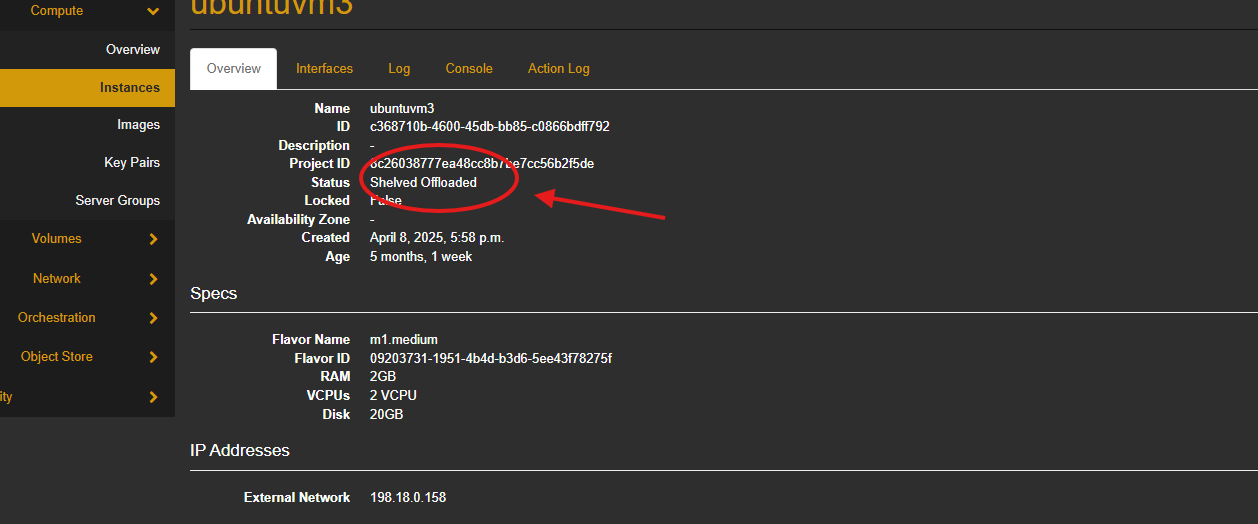 Compute
ubuntuvm3
Overview
Instances
Images
Key Pairs
Server Groups
Volumes
Network
Orchestration
Object Store
ity
Overview Interfaces Log Console Action Log
Name ubuntuvm3
ID c368710b-4600-45db-bb85-c0866bdff792
Description -
Project ID 8c26038777ea48cc8b7be7cc56b2f5de
Status Shelved Offloaded
Locked False
Availability Zone -
Created April 8, 2025, 5:58 p.m.
Age 5 months, 1 week
Specs
Flavor Name m1.medium
Flavor ID 09203731-1951-4b4d-b3d6-5ee43f78275f
RAM 2GB
VCPUs 2 VCPU
Disk 20GB
IP Addresses
External Network 198.18.0.158